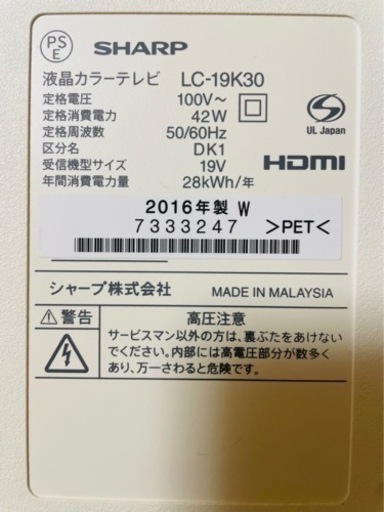 PS
E
SHARP
液晶カラーテレビ LC-19K30
定格電圧 100V～
定格消費電力 42W
定格周波数 50/60Hz
区分名 DK1
受信機型サイズ 19V
年間消費電力量 28kWh/年
UL Japan
HDMI
2016年製 W
7333247 >PET<
シャープ株式会社 MADE IN MALAYSIA
⚠警告 高圧注意
サービスマン以外の方は、裏ぶたをあけない
でください。内部には高電圧部分が数多く
あり、万一さわると危険です。